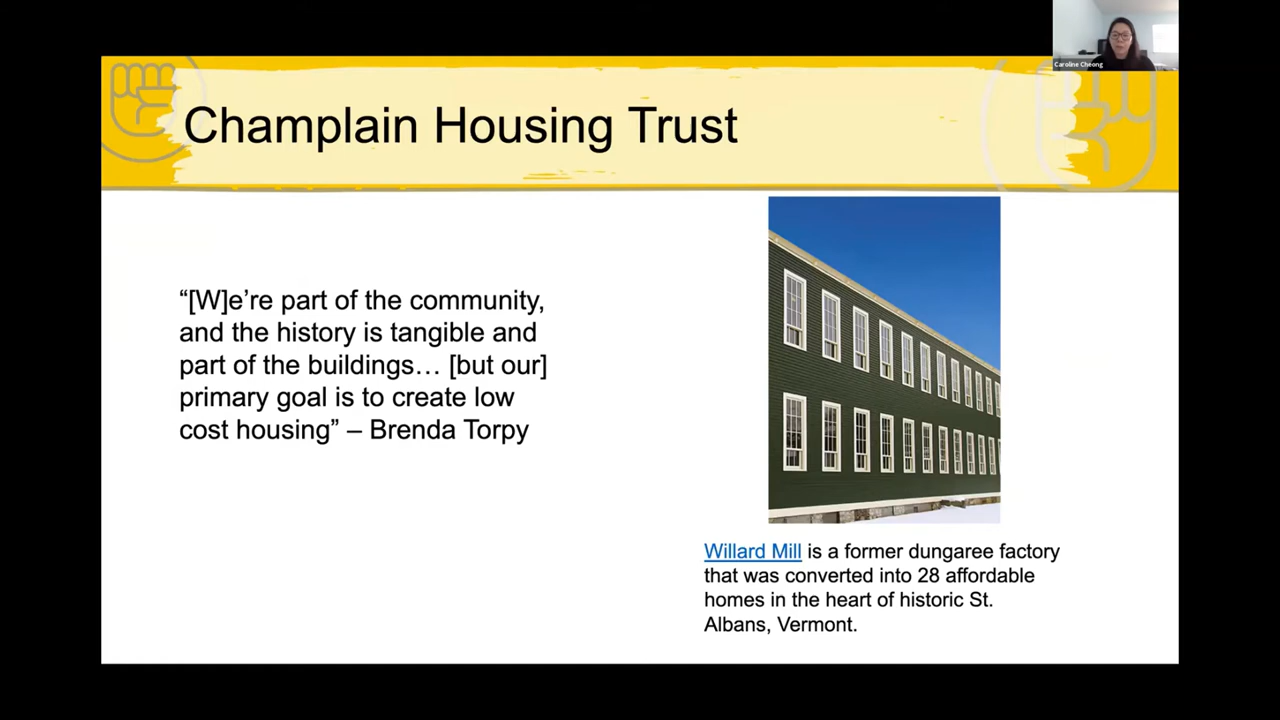 Caroline Cheong
Champlain Housing Trust
“[W]e’re part of the community,
and the history is tangible and
part of the buildings… [but our]
primary goal is to create low
cost housing” – Brenda Torpy
Willard Mill is a former dungaree factory
that was converted into 28 affordable
homes in the heart of historic St.
Albans, Vermont.